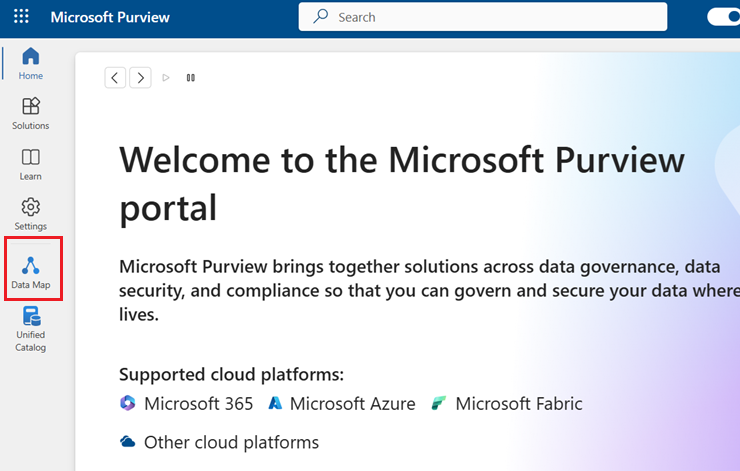 Microsoft Purview
Search
Home
Solutions
Learn
Settings
Data Map
Unified
Catalog
Welcome to the Microsoft Purview
portal
Microsoft Purview brings together solutions across data governance, data
security, and compliance so that you can govern and secure your data where
lives.
Supported cloud platforms:
Microsoft 365 Microsoft Azure Microsoft Fabric
Other cloud platforms